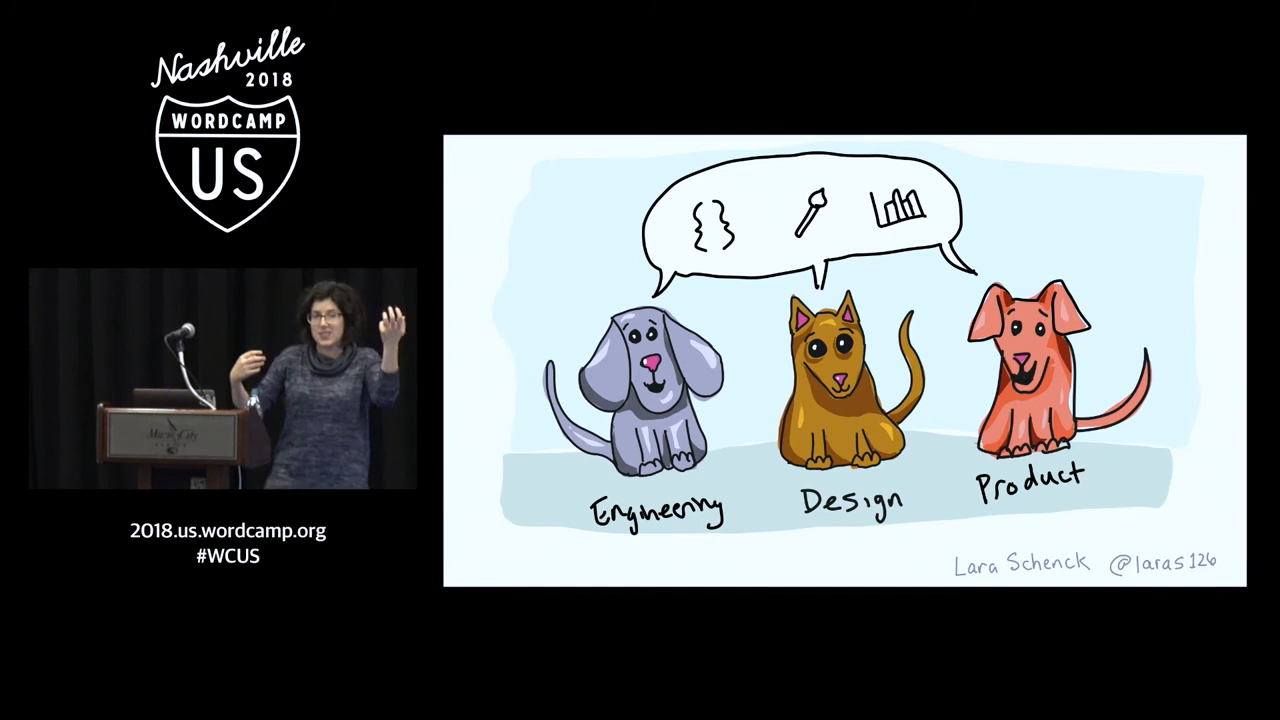 Nashville
2018
WORDCAMP
US
2018.us.wordcamp.org
#WCUS
Engineering
Design
Product
Lara Schenck @laras126